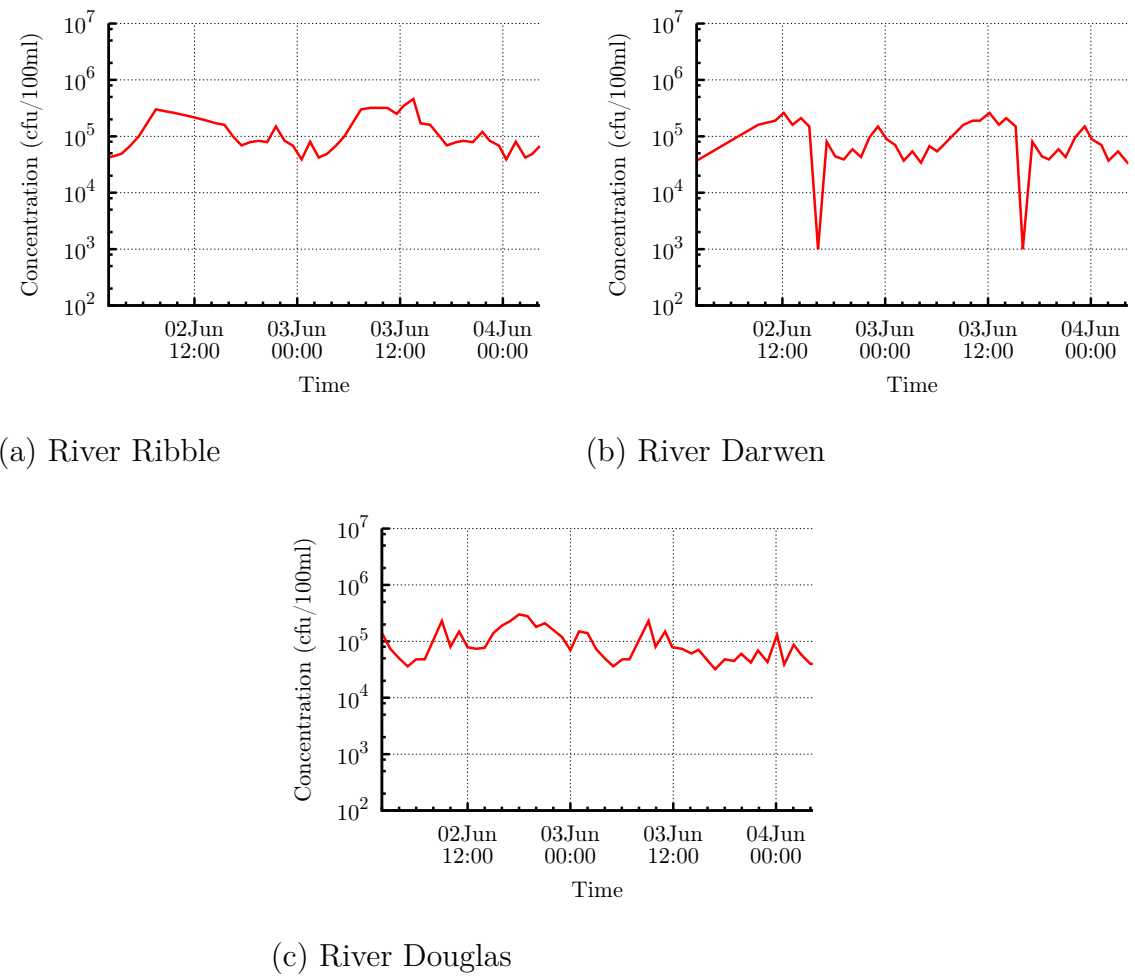 Concentration (cfu/100ml)
10^7
10^6
10^5
10^4
10^3
10^2
02Jun 03Jun 03Jun 04Jun
12:00 00:00 12:00 00:00
Time
(a) River Ribble
Concentration (cfu/100ml)
10^7
10^6
10^5
10^4
10^3
10^2
02Jun 03Jun 03Jun 04Jun
12:00 00:00 12:00 00:00
Time
(b) River Darwen
Concentration (cfu/100ml)
10^7
10^6
10^5
10^4
10^3
10^2
02Jun 03Jun 03Jun 04Jun
12:00 00:00 12:00 00:00
Time
(c) River Douglas